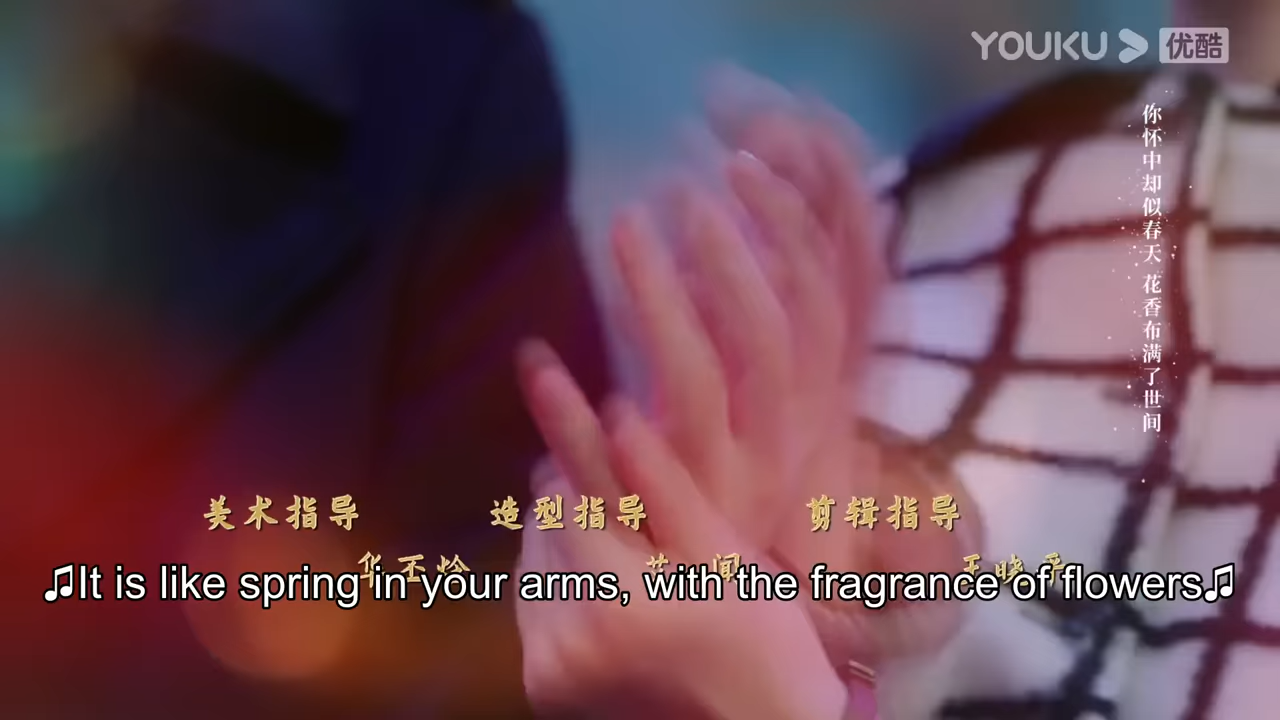 YOUKU 优酷
你怀中却似春天 花香布满了世间
美术指导 造型指导 剪辑指导
♫It is like spring in your arms, with the fragrance of flowers♫